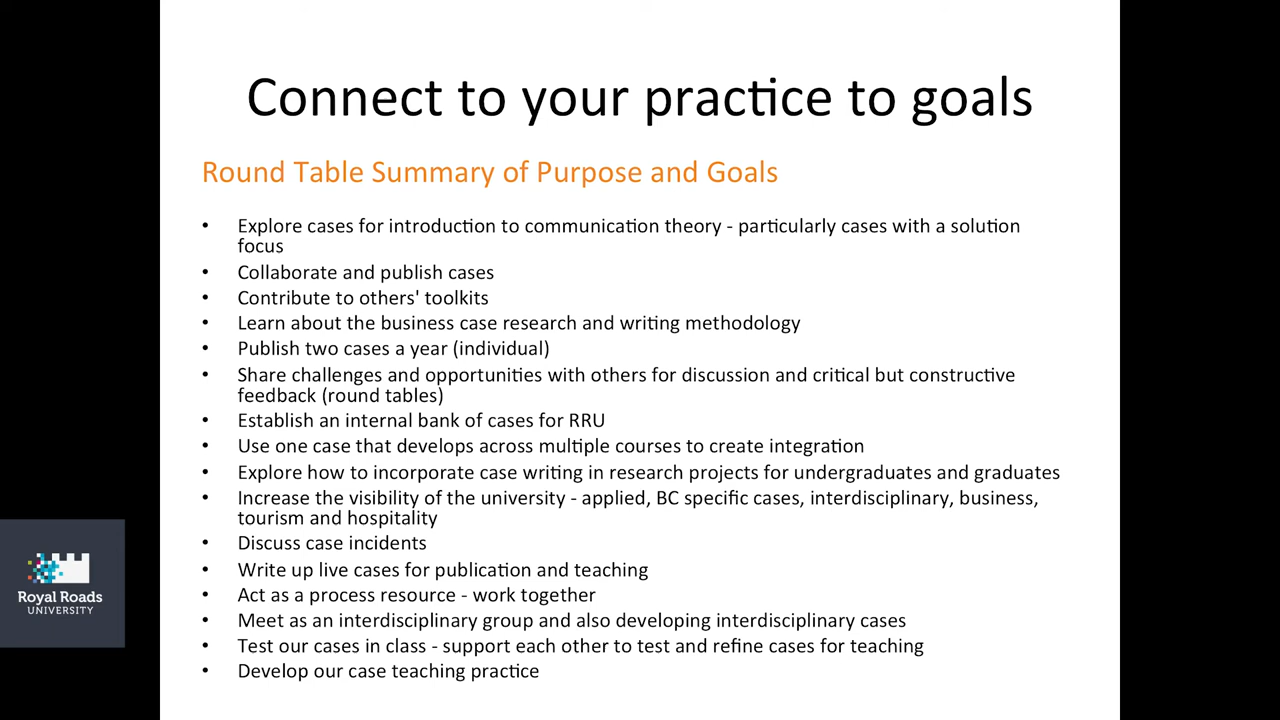 Connect to your practice to goals
Round Table Summary of Purpose and Goals
• Explore cases for introduction to communication theory - particularly cases with a solution
focus
• Collaborate and publish cases
• Contribute to others' toolkits
• Learn about the business case research and writing methodology
• Publish two cases a year (individual)
• Share challenges and opportunities with others for discussion and critical but constructive
feedback (round tables)
• Establish an internal bank of cases for RRU
• Use one case that develops across multiple courses to create integration
• Explore how to incorporate case writing in research projects for undergraduates and graduates
• Increase the visibility of the university - applied, BC specific cases, interdisciplinary, business,
tourism and hospitality
• Discuss case incidents
• Write up live cases for publication and teaching
• Act as a process resource - work together
• Meet as an interdisciplinary group and also developing interdisciplinary cases
• Test our cases in class - support each other to test and refine cases for teaching
• Develop our case teaching practice
Royal Roads
UNIVERSITY